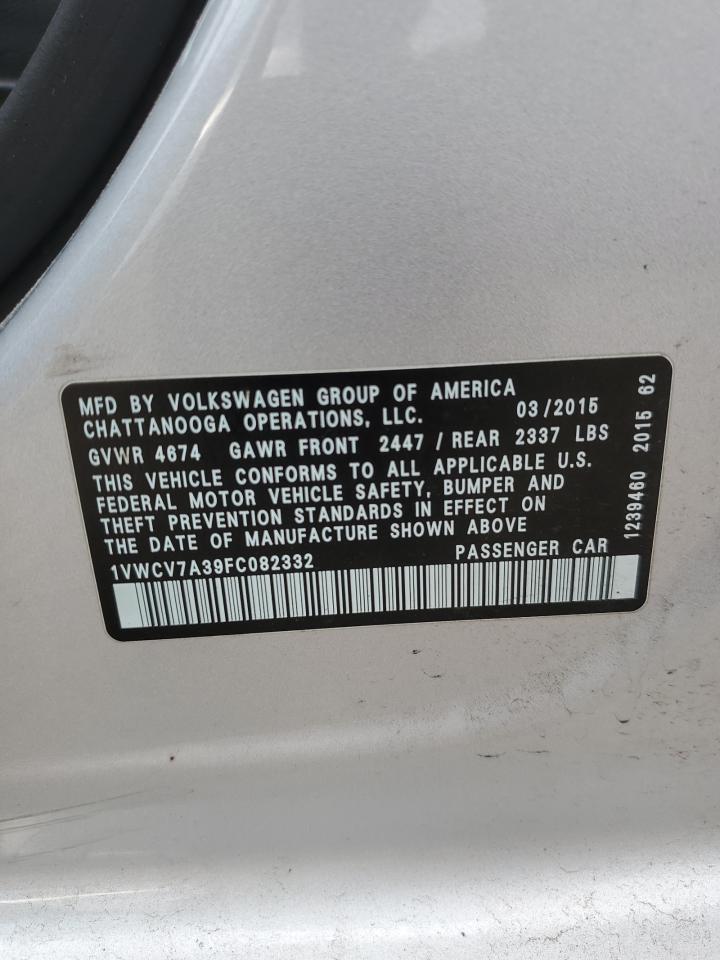 MFD BY VOLKSWAGEN GROUP OF AMERICA
CHATTANOOGA OPERATIONS, LLC. 03/2015
GVWR 4674 GAWR FRONT 2447 / REAR 2337 LBS
THIS VEHICLE CONFORMS TO ALL APPLICABLE U.S.
FEDERAL MOTOR VEHICLE SAFETY, BUMPER AND
THEFT PREVENTION STANDARDS IN EFFECT ON
THE DATE OF MANUFACTURE SHOWN ABOVE
1VWCV7A39FC082332 PASSENGER CAR
1239460 2015 62